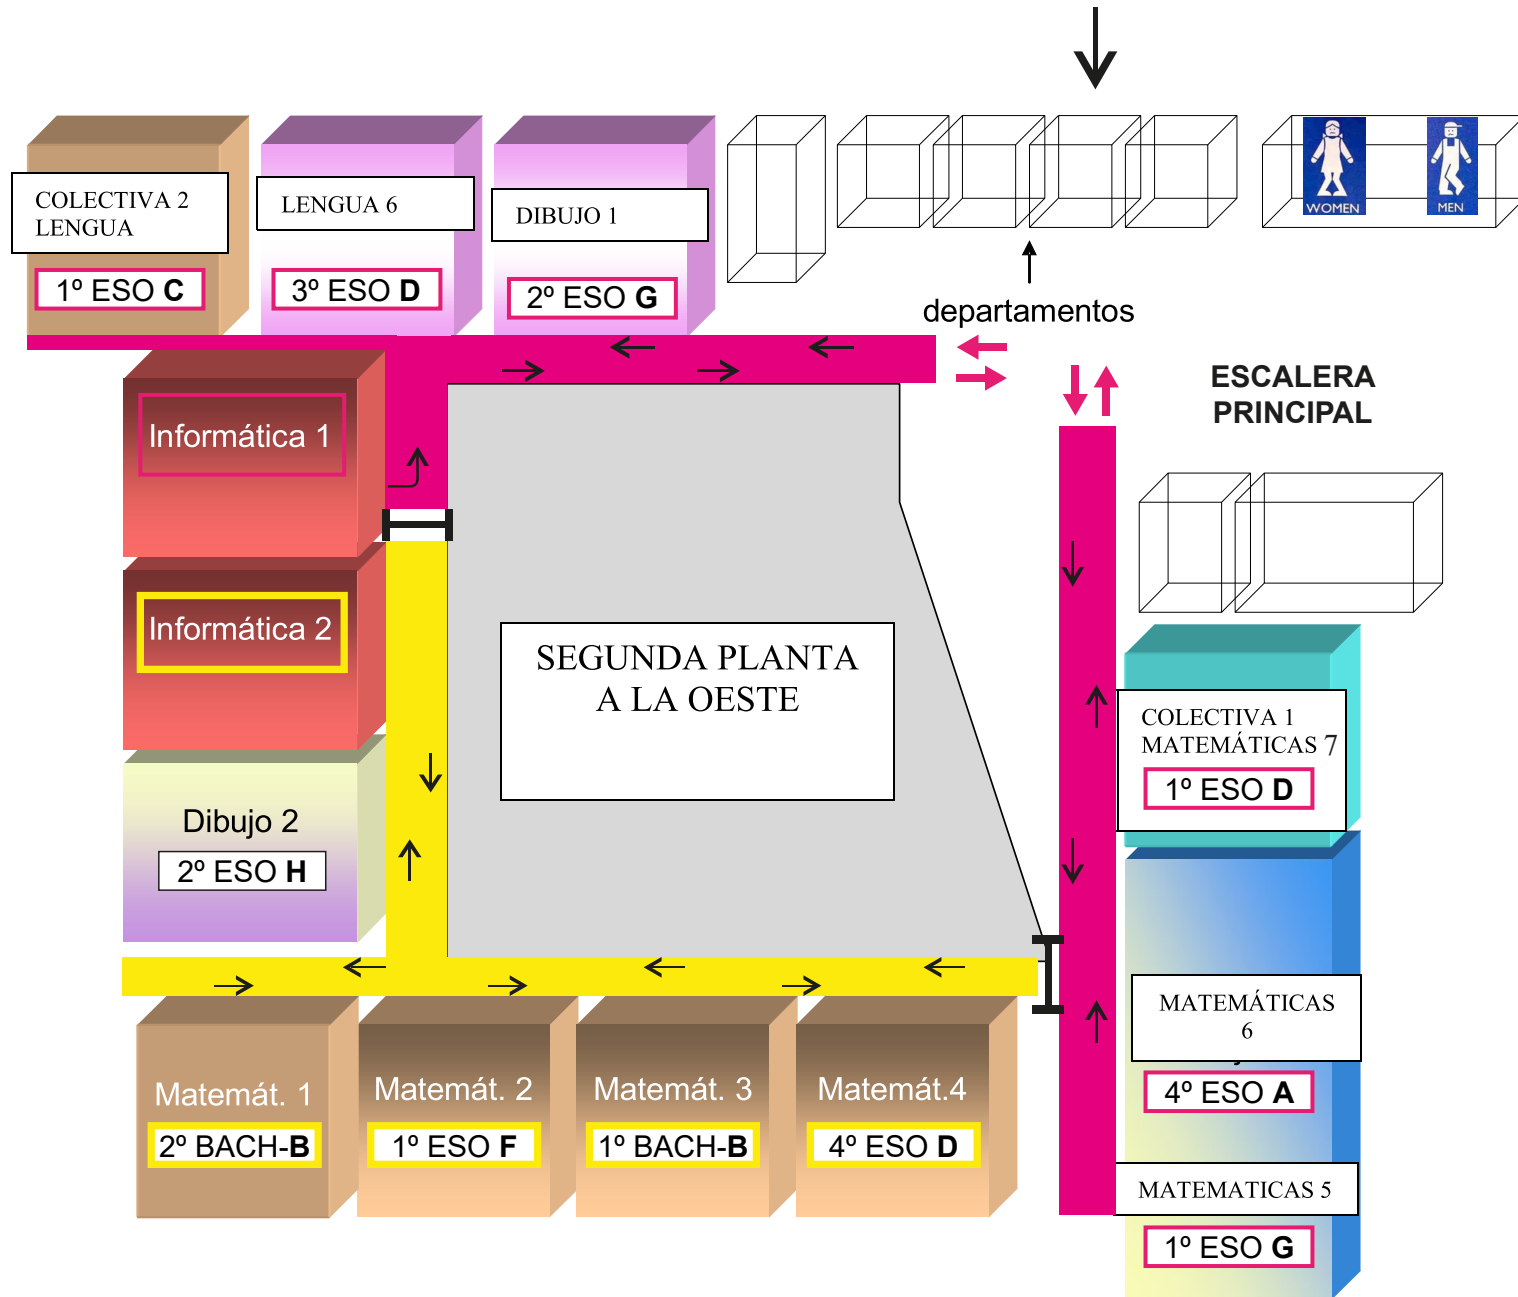 WOMEN
MEN
COLECTIVA 2
LENGUA
1º ESO C
LENGUA 6
3º ESO D
DIBUJO 1
2º ESO G
departamentos
ESCALERA
PRINCIPAL
Informática 1
Informática 2
Dibujo 2
2º ESO H
SEGUNDA PLANTA
A LA OESTE
COLECTIVA 1
MATEMÁTICAS 7
1º ESO D
MATEMÁTICAS
6
4º ESO A
MATEMATICAS 5
1º ESO G
Matemát. 1
2º BACH-B
Matemát. 2
1º ESO F
Matemát. 3
1º BACH-B
Matemát.4
4º ESO D